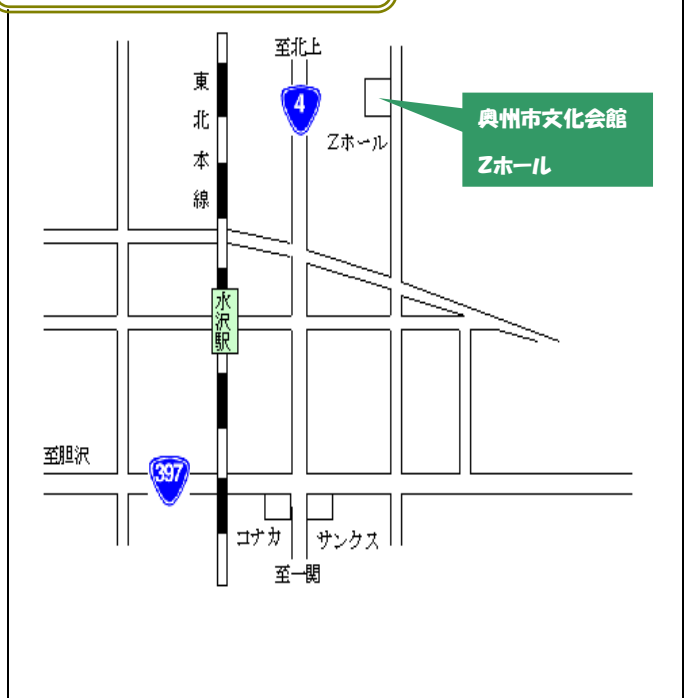 至北上
東北本線
4
Zホール
奥州市文化会館
Zホール
水沢駅
至胆沢
397
コナカ
サンクス
至一関